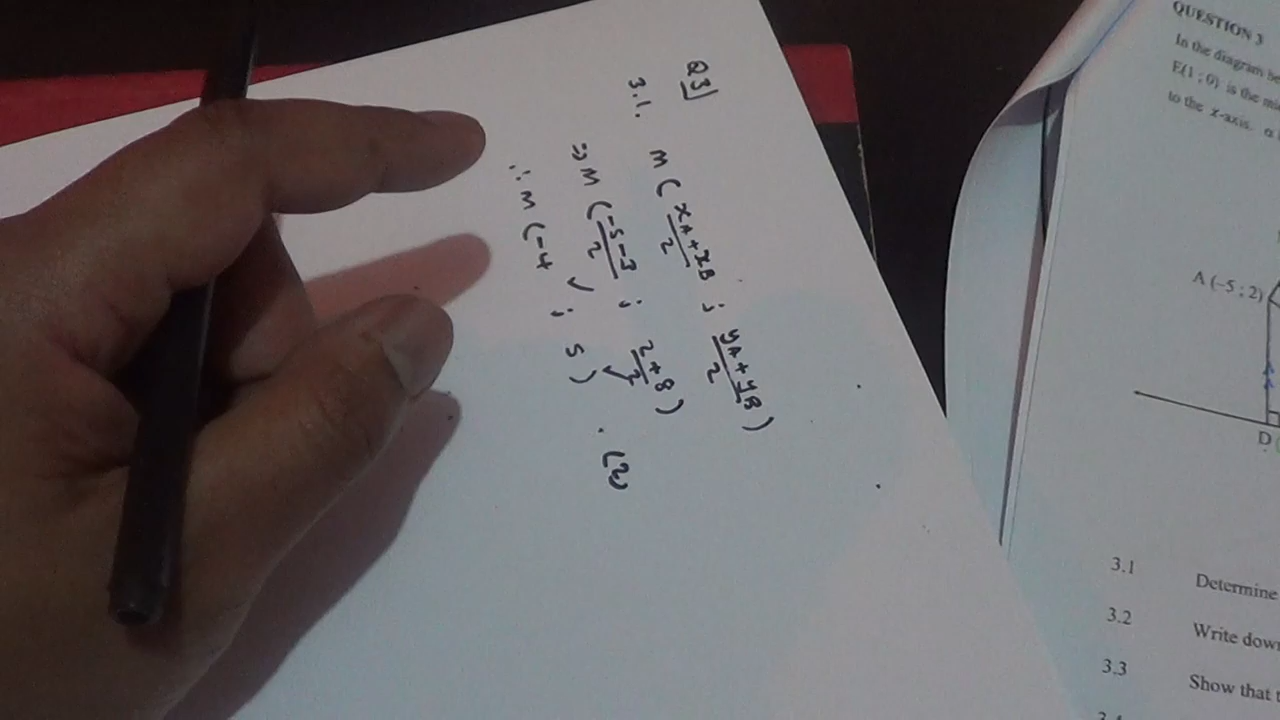 Q3
3.1. M ( xA + xB / 2 ; yA + yB / 2 )
⇒ M ( -5 - 3 / 2 ; 2 + 8 / 2 )
∴ M ( -4 ; 5 ) . (2)
QUESTION 3
In the diagram
E(1 ; 0) is the
to the x-axis. α
A (−5 ; 2)
D
3.1 Determine
3.2 Write down
3.3 Show that